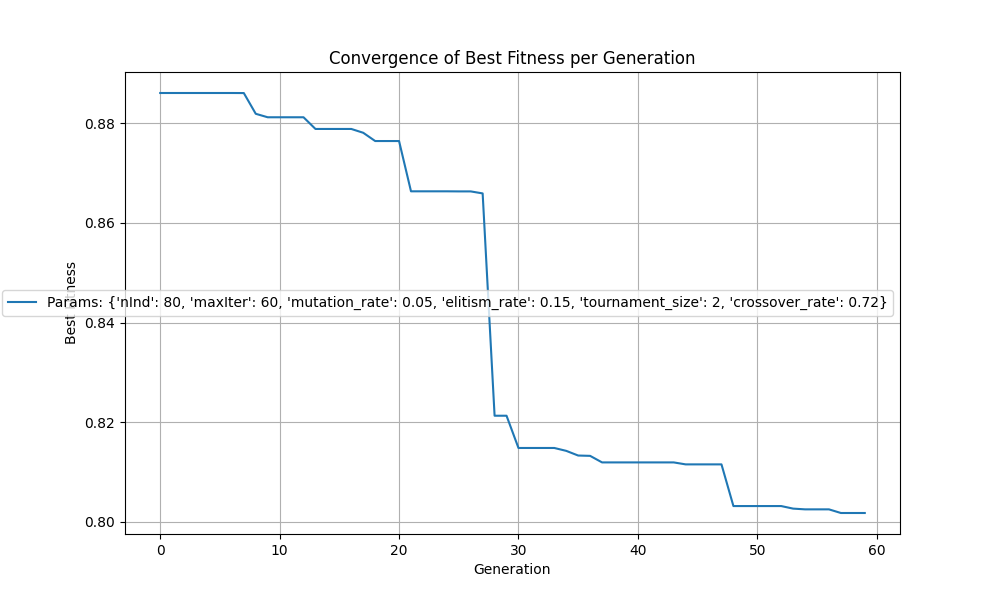 Convergence of Best Fitness per Generation
0.88
0.86
0.84
0.82
0.80
Best
Params: {'nInd': 80, 'maxIter': 60, 'mutation_rate': 0.05, 'elitism_rate': 0.15, 'tournament_size': 2, 'crossover_rate': 0.72}
0 10 20 30 40 50 60
Generation